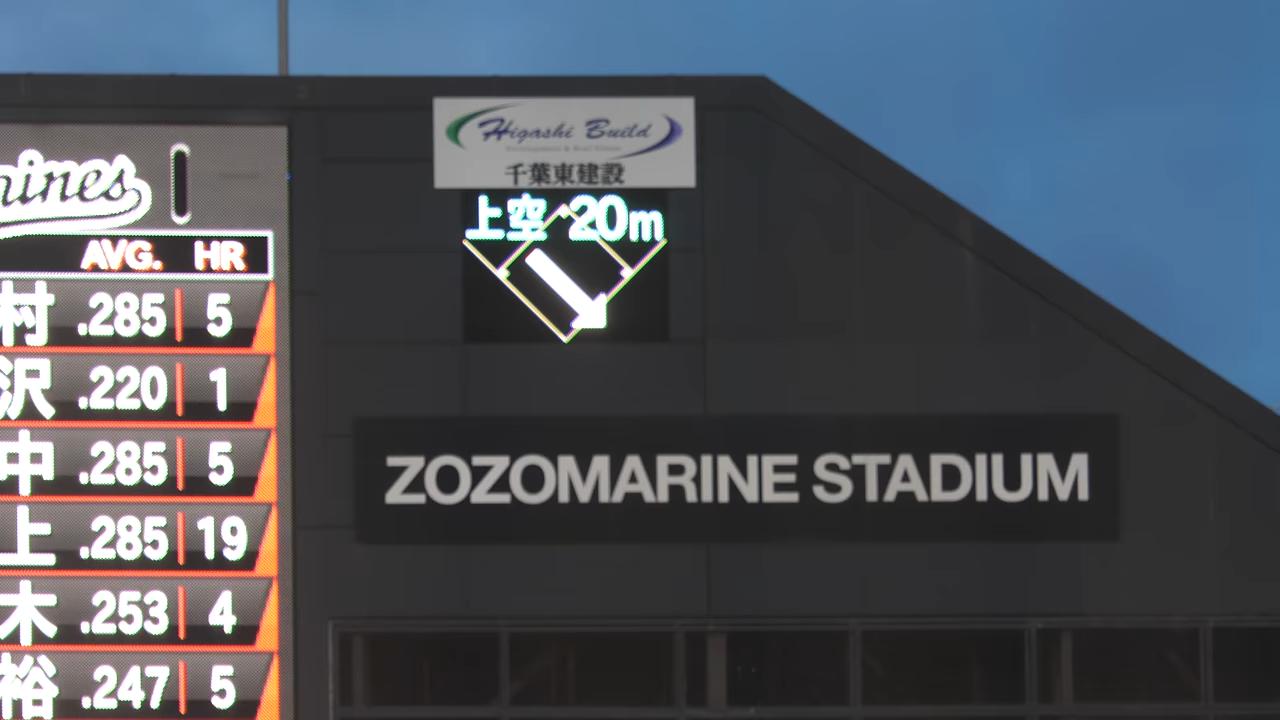 Higashi Build
千葉東建設
上空 20m
ines
AVG. HR
村 .285 5
沢 .220 1
中 .285 5
上 .285 19
木 .253 4
裕 .247 5
ZOZOMARINE STADIUM